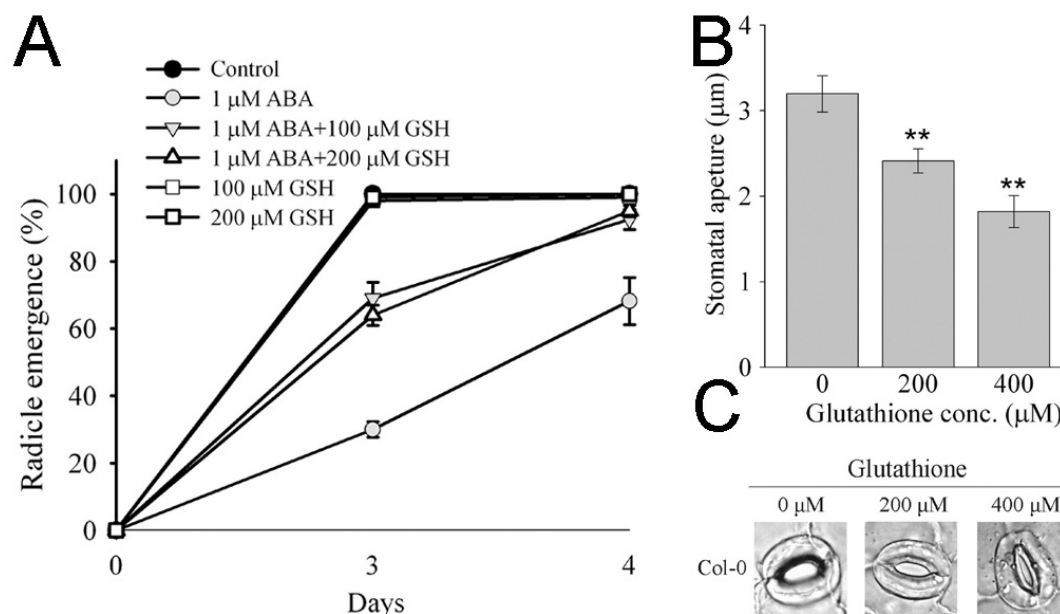 A
Control
1 μM ABA
1 μM ABA+100 μM GSH
1 μM ABA+200 μM GSH
100 μM GSH
200 μM GSH
Radicle emergence (%)
100
80
60
40
20
0
0
3
4
Days
B
Stomatal apeture (μm)
4
3
2
1
0
**
**
0
200
400
Glutathione conc. (μM)
C
Glutathione
0 μM
200 μM
400 μM
Col-0